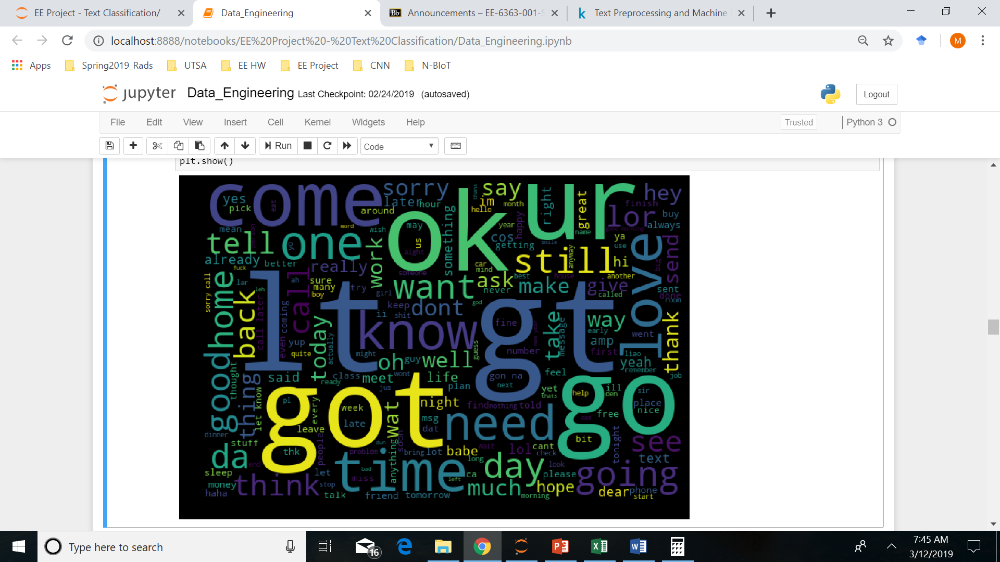 EE Project - Text Classification/
Data_Engineering
Bb Announcements – EE-6363-001-S
k Text Preprocessing and Machine
localhost:8888/notebooks/EE%20Project%20-%20Text%20Classification/Data_Engineering.ipynb
M
Apps Spring2019_Rads UTSA EE HW EE Project CNN N-BIoT
jupyter Data_Engineering Last Checkpoint: 02/24/2019 (autosaved)
Logout
File Edit View Insert Cell Kernel Widgets Help
Trusted Python 3
Run Code
plt.show()
come sorry say ur hey
yes later hour im month right great finish
pick eat around hello thanx lor buy
mean person word wish may something year happy name good morning always
tell one yo work us ok cos getting smile ya use
already better aight still anyway hi love big send
fuck really someone car mind best house another
sorry call home lar ah sure want ask make give sent
leh many try girl never called done room
back call boy keep dont god
call later lt ìï shit gt way thank
even coming today know fine take message early went
yup actually new year amp
quite might oh guy well guess number first liao yeah remember
good thought thing said class meet wont life gon na feel job
ready jus plan next yet thats ill den help sir
let know got pl every week wat night find nothing told go place nice
late msg need dad free
dinner leave dat
stuff people dun soon wait bit tonight see
da thk problem bring lot babe lol cant check text
end anything long look
sleep let time bad left ca day please going
money think stop miss much hope dear phone
haha talk friend tomorrow morning start
Type here to search
16
7:45 AM
3/12/2019